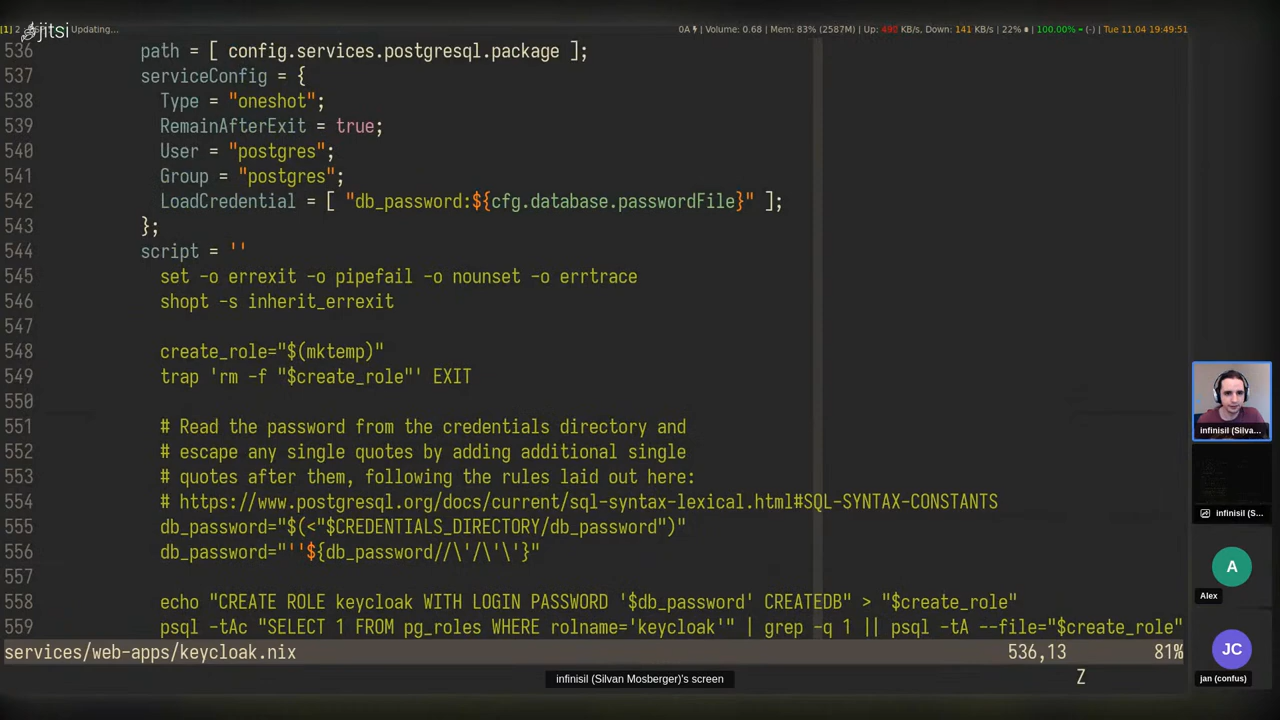 jitsi
[1] 2 Updating...
0A Volume: 0.68 | Mem: 83% (2587M) | Up: 492 KB/s, Down: 141 KB/s | 22% | 100.00% = (-) | Tue 11.04 19:49:51
536 path = [ config.services.postgresql.package ];
537 serviceConfig = {
538 Type = "oneshot";
539 RemainAfterExit = true;
540 User = "postgres";
541 Group = "postgres";
542 LoadCredential = [ "db_password:${cfg.database.passwordFile}" ];
543 };
544 script = ''
545 set -o errexit -o pipefail -o nounset -o errtrace
546 shopt -s inherit_errexit
547
548 create_role="$(mktemp)"
549 trap 'rm -f "$create_role"' EXIT
550
551 # Read the password from the credentials directory and
552 # escape any single quotes by adding additional single
553 # quotes after them, following the rules laid out here:
554 # https://www.postgresql.org/docs/current/sql-syntax-lexical.html#SQL-SYNTAX-CONSTANTS
555 db_password="$(<"$CREDENTIALS_DIRECTORY/db_password")"
556 db_password="''${db_password//\'/\'\'}"
557
558 echo "CREATE ROLE keycloak WITH LOGIN PASSWORD '$db_password' CREATEDB" > "$create_role"
559 psql -tAc "SELECT 1 FROM pg_roles WHERE rolname='keycloak'" | grep -q 1 || psql -tA --file="$create_role"
services/web-apps/keycloak.nix 536,13 81%
Z
infinisil (Silvan Mosberger)'s screen
infinisil (Silva...
infinisil (S...
A
Alex
JC
jan (confus)